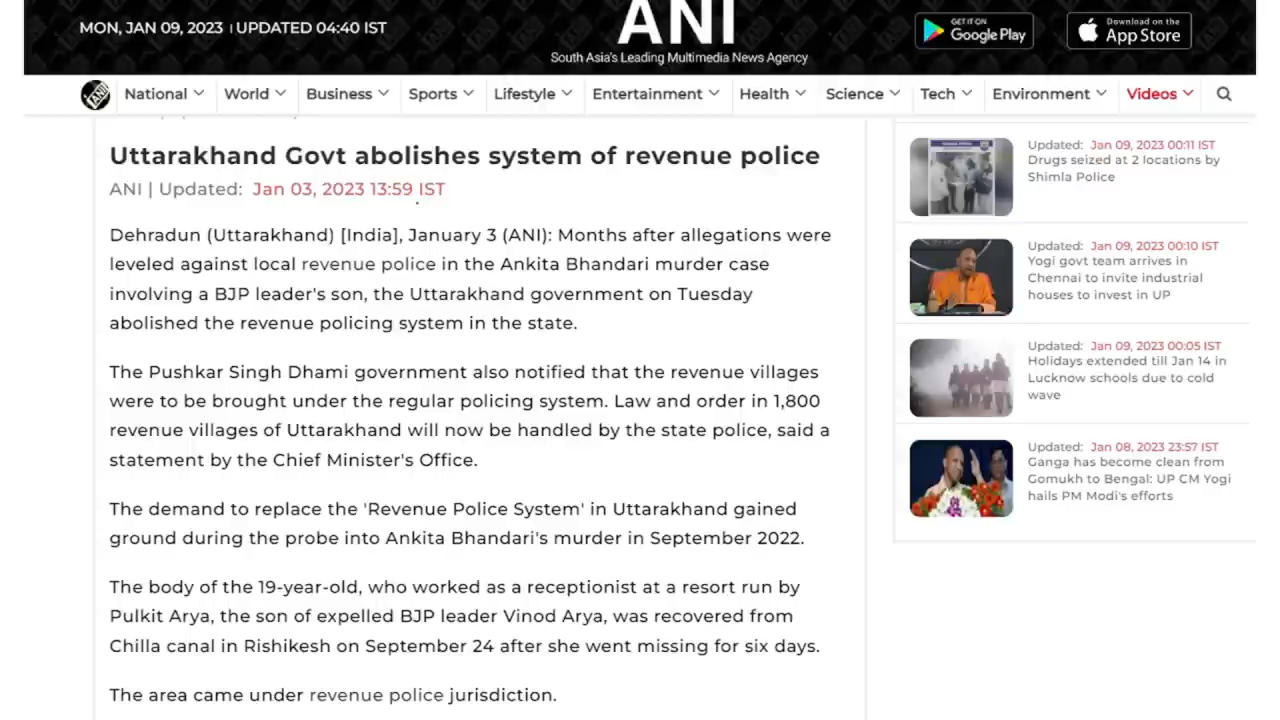 MON, JAN 09, 2023 | UPDATED 04:40 IST
ANI
South Asia's Leading Multimedia News Agency
GET IT ON
Google Play
Download on the
App Store
ANI
National
World
Business
Sports
Lifestyle
Entertainment
Health
Science
Tech
Environment
Videos
Uttarakhand Govt abolishes system of revenue police
ANI | Updated: Jan 03, 2023 13:59 IST
Dehradun (Uttarakhand) [India], January 3 (ANI): Months after allegations were
leveled against local revenue police in the Ankita Bhandari murder case
involving a BJP leader's son, the Uttarakhand government on Tuesday
abolished the revenue policing system in the state.
The Pushkar Singh Dhami government also notified that the revenue villages
were to be brought under the regular policing system. Law and order in 1,800
revenue villages of Uttarakhand will now be handled by the state police, said a
statement by the Chief Minister's Office.
The demand to replace the 'Revenue Police System' in Uttarakhand gained
ground during the probe into Ankita Bhandari's murder in September 2022.
The body of the 19-year-old, who worked as a receptionist at a resort run by
Pulkit Arya, the son of expelled BJP leader Vinod Arya, was recovered from
Chilla canal in Rishikesh on September 24 after she went missing for six days.
The area came under revenue police jurisdiction.
Updated: Jan 09, 2023 00:11 IST
Drugs seized at 2 locations by
Shimla Police
Updated: Jan 09, 2023 00:10 IST
Yogi govt team arrives in
Chennai to invite industrial
houses to invest in UP
Updated: Jan 09, 2023 00:05 IST
Holidays extended till Jan 14 in
Lucknow schools due to cold
wave
Updated: Jan 08, 2023 23:57 IST
Ganga has become clean from
Gomukh to Bengal: UP CM Yogi
hails PM Modi's efforts